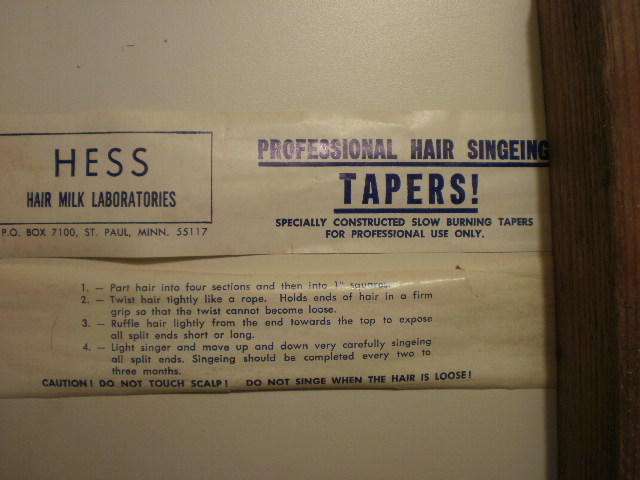 HESS
HAIR MILK LABORATORIES
P.O. BOX 7100, ST. PAUL, MINN. 55117
PROFESSIONAL HAIR SINGEING
TAPERS!
SPECIALLY CONSTRUCTED SLOW BURNING TAPERS
FOR PROFESSIONAL USE ONLY.
1. — Part hair into four sections and then into 1" squares.
2. — Twist hair tightly like a rope. Holds ends of hair in a firm
grip so that the twist cannot become loose.
3. — Ruffle hair lightly from the end towards the top to expose
all split ends short or long.
4. — Light singer and move up and down very carefully singeing
all split ends. Singeing should be completed every two to
three months.
CAUTION! DO NOT TOUCH SCALP! DO NOT SINGE WHEN THE HAIR IS LOOSE!